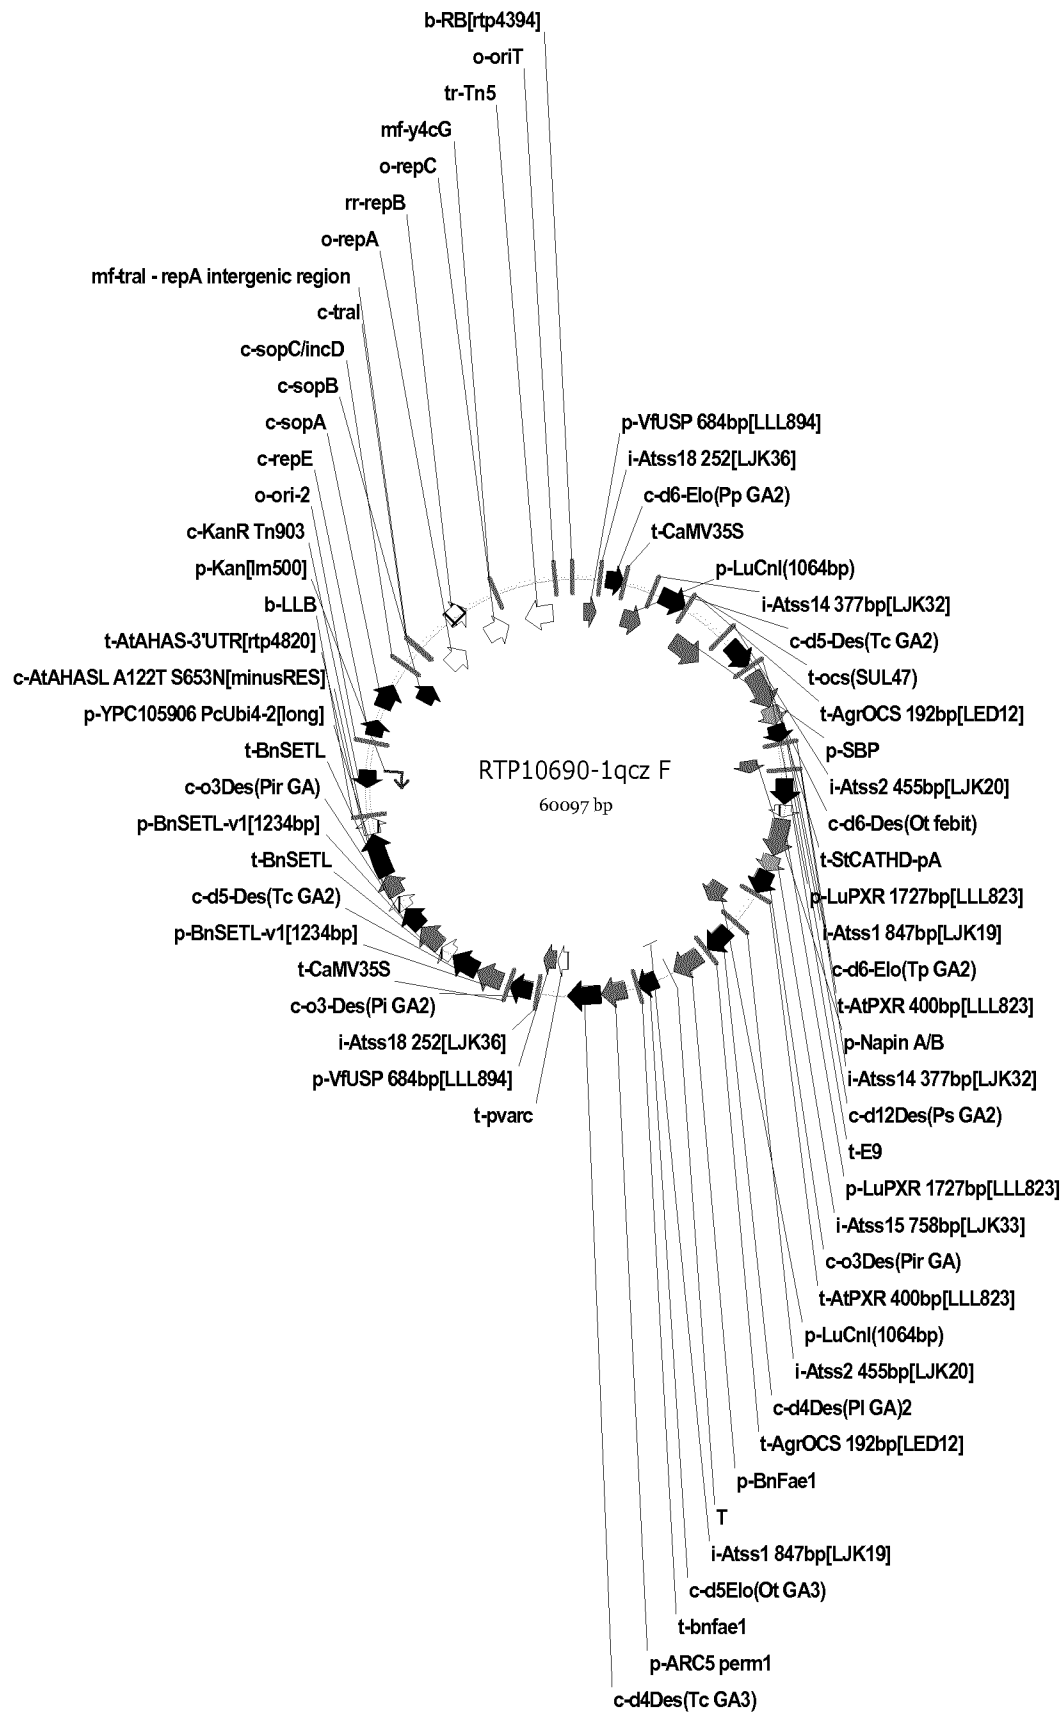 b-RB[rtp4394]
o-oriT
tr-Tn5
mf-y4cG
o-repC
rr-repB
o-repA
mf-traI - repA intergenic region
c-traI
c-sopC/incD
c-sopB
c-sopA
c-repE
o-ori-2
c-KanR Tn903
p-Kan[lm500]
b-LLB
t-AtAHAS-3'UTR[rtp4820]
c-AtAHASL A122T S653N[minusRES]
p-YPC105906 PcUbi4-2[long]
t-BnSETL
c-o3Des(Pir GA)
p-BnSETL-v1[1234bp]
t-BnSETL
c-d5-Des(Tc GA2)
p-BnSETL-v1[1234bp]
t-CaMV35S
c-o3-Des(Pi GA2)
i-Atss18 252[LJK36]
p-VfUSP 684bp[LLL894]
t-pvarc
RTP10690-1qcz F
60097 bp
p-VfUSP 684bp[LLL894]
i-Atss18 252[LJK36]
c-d6-Elo(Pp GA2)
t-CaMV35S
p-LuCnl(1064bp)
i-Atss14 377bp[LJK32]
c-d5-Des(Tc GA2)
t-ocs(SUL47)
t-AgrOCS 192bp[LED12]
p-SBP
i-Atss2 455bp[LJK20]
c-d6-Des(Ot febit)
t-StCATHD-pA
p-LuPXR 1727bp[LLL823]
i-Atss1 847bp[LJK19]
c-d6-Elo(Tp GA2)
t-AtPXR 400bp[LLL823]
p-Napin A/B
i-Atss14 377bp[LJK32]
c-d12Des(Ps GA2)
t-E9
p-LuPXR 1727bp[LLL823]
i-Atss15 758bp[LJK33]
c-o3Des(Pir GA)
t-AtPXR 400bp[LLL823]
p-LuCnl(1064bp)
i-Atss2 455bp[LJK20]
c-d4Des(Pl GA)2
t-AgrOCS 192bp[LED12]
p-BnFae1
T
i-Atss1 847bp[LJK19]
c-d5Elo(Ot GA3)
t-bnfae1
p-ARC5 perm1
c-d4Des(Tc GA3)